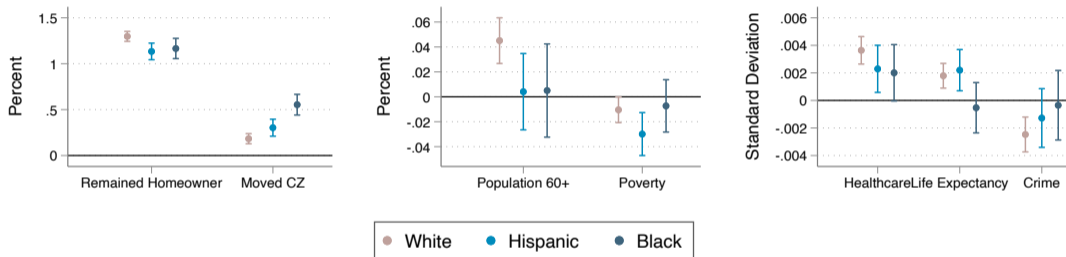 Percent
1.5
1
.5
0
Remained Homeowner
Moved CZ
Percent
.06
.04
.02
0
-.02
-.04
Population 60+
Poverty
Standard Deviation
.006
.004
.002
0
-.002
-.004
Healthcare
Life Expectancy
Crime
White
Hispanic
Black